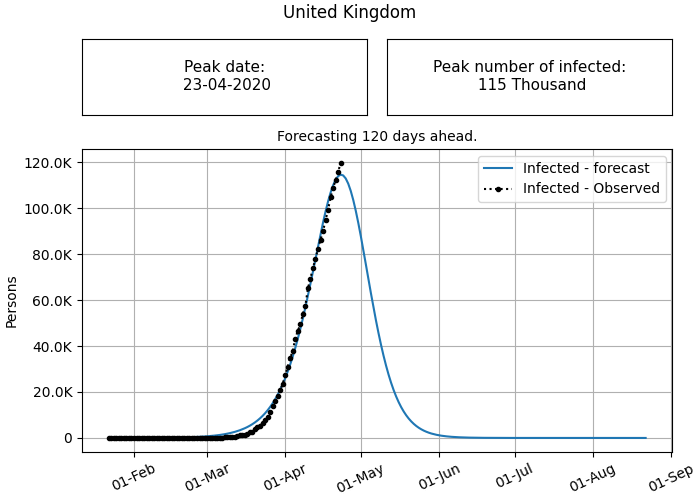 United Kingdom
Peak date:
23-04-2020
Peak number of infected:
115 Thousand
Forecasting 120 days ahead.
Infected - forecast
Infected - Observed
120.0K
100.0K
80.0K
60.0K
40.0K
20.0K
0
Persons
01-Feb
01-Mar
01-Apr
01-May
01-Jun
01-Jul
01-Aug
01-Sep